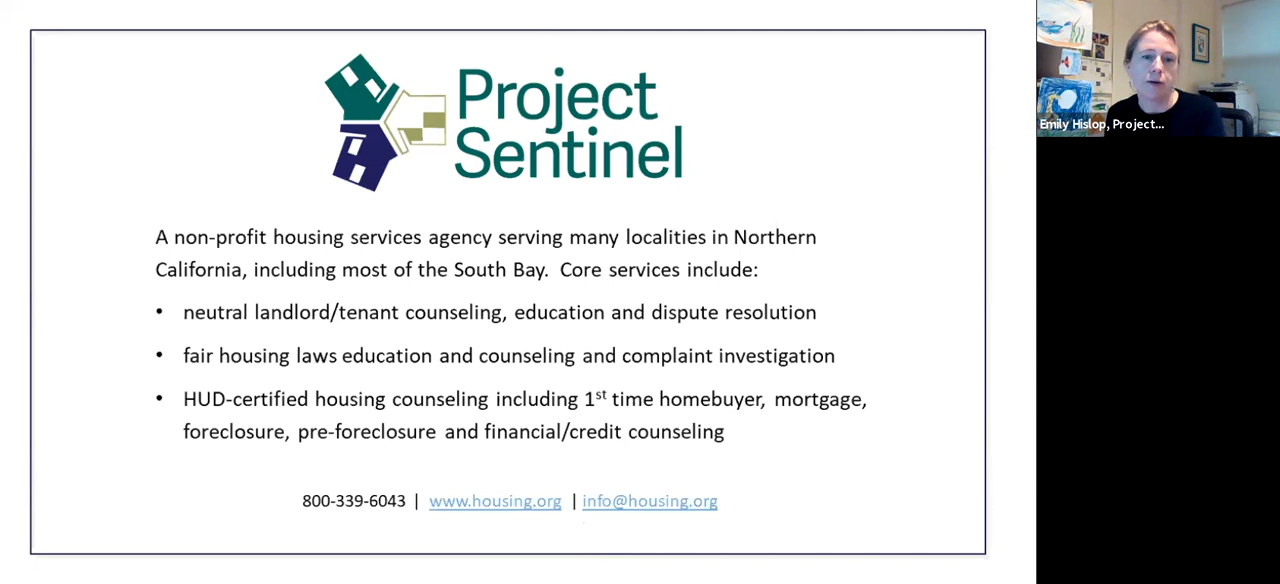 Project
Sentinel
A non-profit housing services agency serving many localities in Northern
California, including most of the South Bay. Core services include:
• neutral landlord/tenant counseling, education and dispute resolution
• fair housing laws education and counseling and complaint investigation
• HUD-certified housing counseling including 1st time homebuyer, mortgage,
foreclosure, pre-foreclosure and financial/credit counseling
800-339-6043 | www.housing.org | info@housing.org
Emily Hislop, Project...